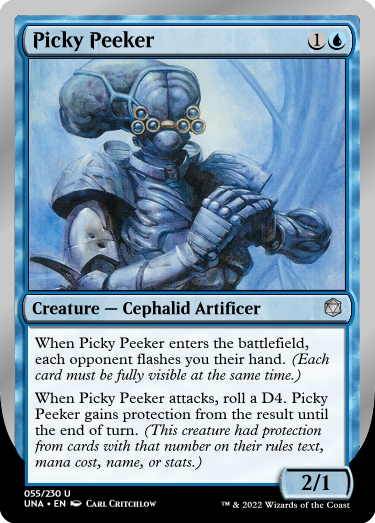 Picky Peeker 1
Creature — Cephalid Artificer
When Picky Peeker enters the battlefield,
each opponent flashes you their hand. (Each
card must be fully visible at the same time.)
When Picky Peeker attacks, roll a D4. Picky
Peeker gains protection from the result until
the end of turn. (This creature had protection
from cards with that number on their rules text,
mana cost, name, or stats.)
2/1
055/230 U
UNA • EN Carl Critchlow
™ & 2022 Wizards of the Coast